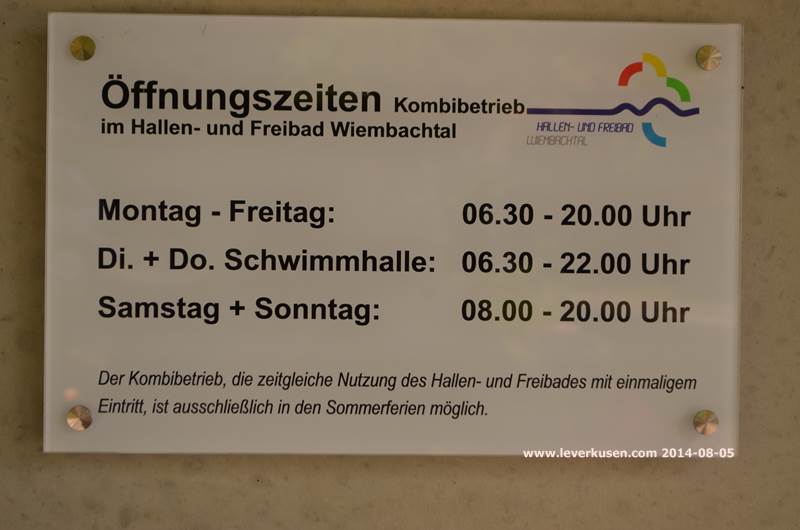 Öffnungszeiten Kombibetrieb
im Hallen- und Freibad Wiembachtal
HALLEN- UND FREIBAD
WIEMBACHTAL
Montag - Freitag: 06.30 - 20.00 Uhr
Di. + Do. Schwimmhalle: 06.30 - 22.00 Uhr
Samstag + Sonntag: 08.00 - 20.00 Uhr
Der Kombibetrieb, die zeitgleiche Nutzung des Hallen- und Freibades mit einmaligem
Eintritt, ist ausschließlich in den Sommerferien möglich.
www.leverkusen.com 2014-08-05